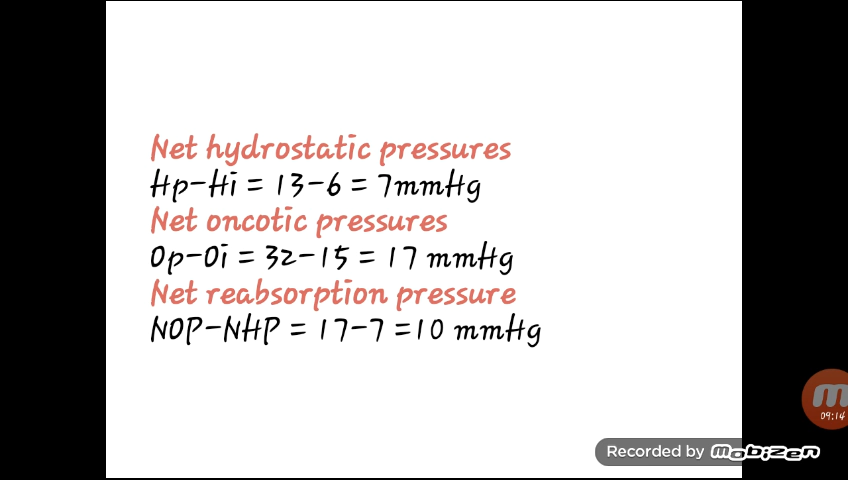 Net hydrostatic pressures
Hp-Hi = 13-6 = 7mmHg
Net oncotic pressures
Op-Oi = 32-15 = 17 mmHg
Net reabsorption pressure
NOP-NHP = 17-7 =10 mmHg
M
09:14
Recorded by mobizen